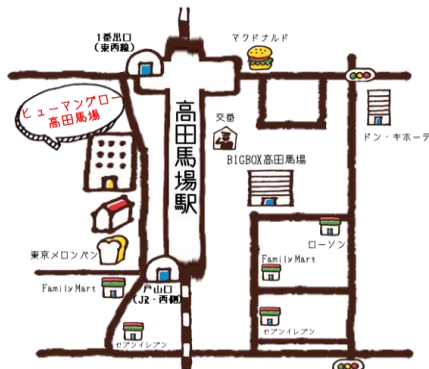 1番出口
(東西線)
マクドナルド
ヒューマングロー
高田馬場
高田馬場駅
交番
ドン・キホーテ
BIGBOX高田馬場
東京メロンパン
ローソン
FamilyMart
戸山口
(JR・西側)
FamilyMart
セブンイレブン
セブンイレブン